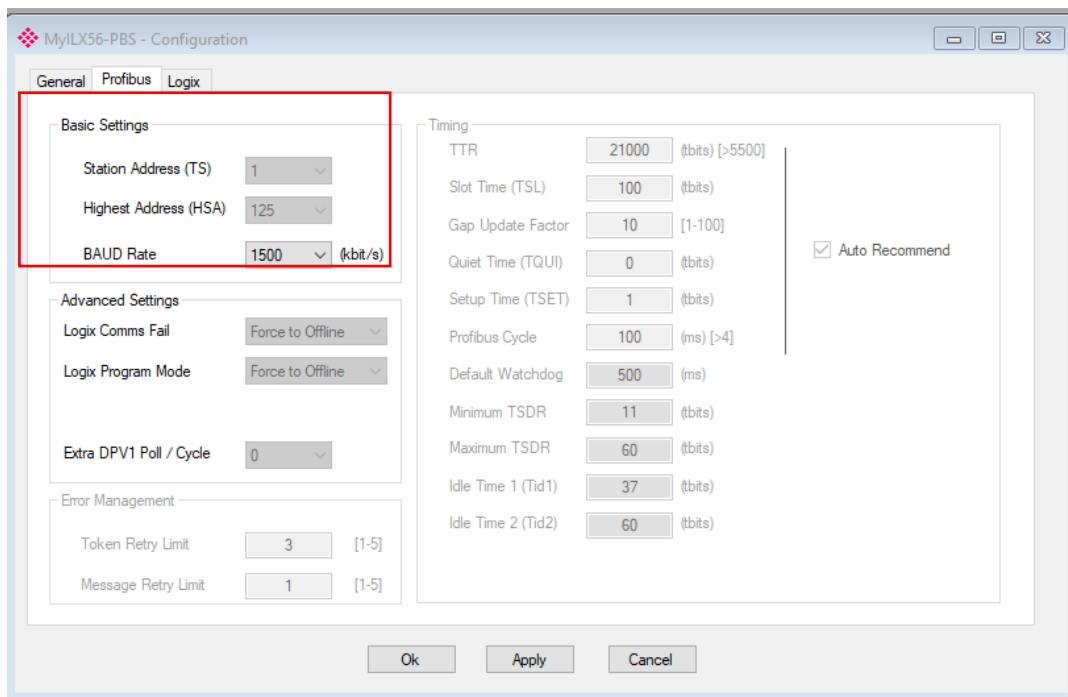 MyILX56-PBS - Configuration
General Profibus Logix
Basic Settings
Station Address (TS) 1
Highest Address (HSA) 125
BAUD Rate 1500 (kbit/s)
Advanced Settings
Logix Comms Fail Force to Offline
Logix Program Mode Force to Offline
Extra DPV1 Poll / Cycle 0
Error Management
Token Retry Limit 3 [1-5]
Message Retry Limit 1 [1-5]
Timing
TTR 21000 (tbits) [>5500]
Slot Time (TSL) 100 (tbits)
Gap Update Factor 10 [1-100]
Quiet Time (TQUI) 0 (tbits)
Setup Time (TSET) 1 (tbits)
Profibus Cycle 100 (ms) [>4]
Default Watchdog 500 (ms)
Minimum TSDR 11 (tbits)
Maximum TSDR 60 (tbits)
Idle Time 1 (Tid1) 37 (tbits)
Idle Time 2 (Tid2) 60 (tbits)
Auto Recommend
Ok Apply Cancel